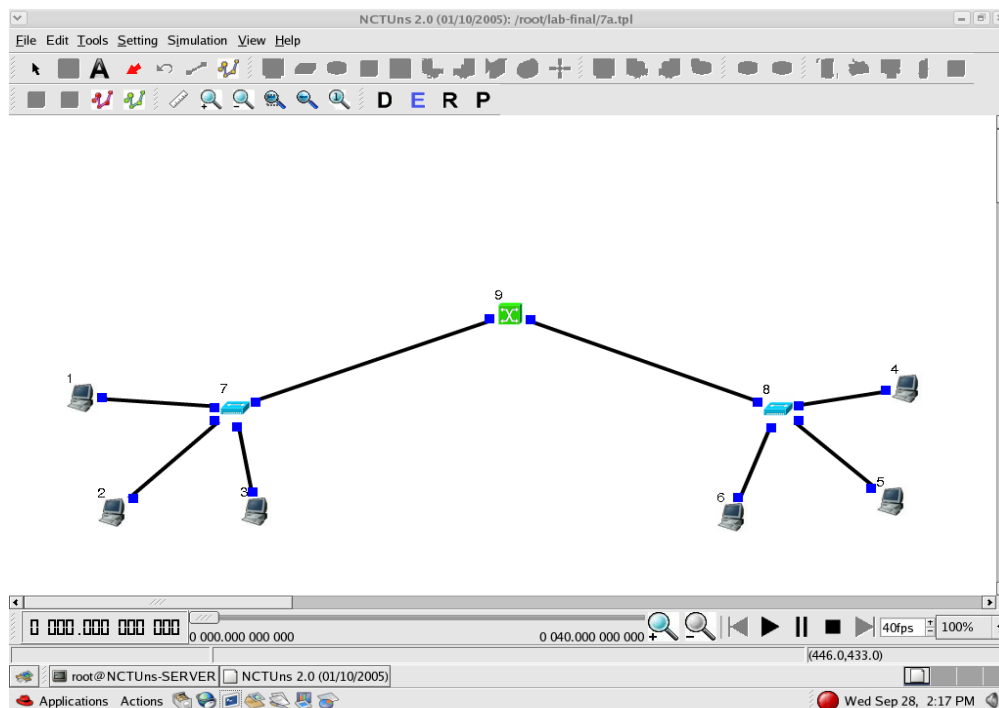 NCTUns 2.0 (01/10/2005): /root/lab-final/7a.tpl
File Edit Tools Setting Simulation View Help
A
D E R P
9
1
7
8
4
2
3
6
5
0 000.000 000 000
0 000.000 000 000
0 040.000 000 000
40fps
100%
(446.0,433.0)
root@NCTUns-SERVER
NCTUns 2.0 (01/10/2005)
Applications Actions
Wed Sep 28, 2:17 PM